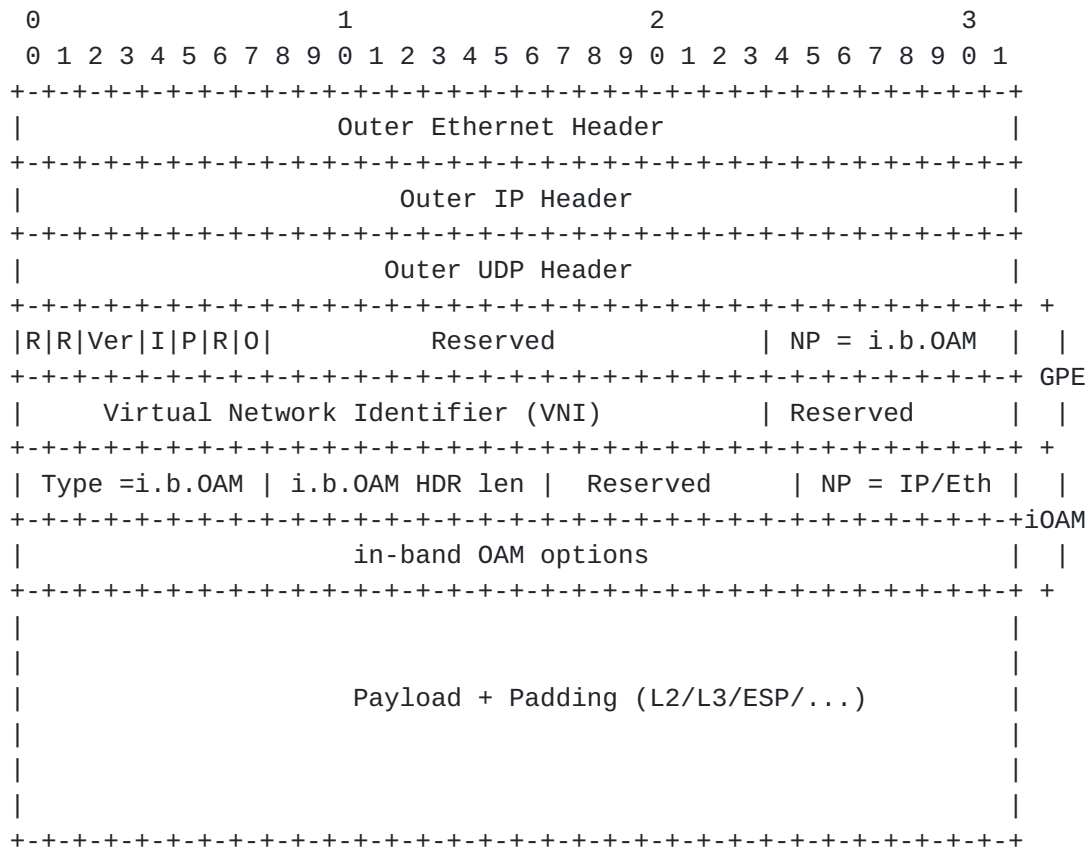 0                   1                   2                   3
 0 1 2 3 4 5 6 7 8 9 0 1 2 3 4 5 6 7 8 9 0 1 2 3 4 5 6 7 8 9 0 1
+-+-+-+-+-+-+-+-+-+-+-+-+-+-+-+-+-+-+-+-+-+-+-+-+-+-+-+-+-+-+-+-+
|                    Outer Ethernet Header                      |
+-+-+-+-+-+-+-+-+-+-+-+-+-+-+-+-+-+-+-+-+-+-+-+-+-+-+-+-+-+-+-+-+
|                        Outer IP Header                        |
+-+-+-+-+-+-+-+-+-+-+-+-+-+-+-+-+-+-+-+-+-+-+-+-+-+-+-+-+-+-+-+-+
|                       Outer UDP Header                        |
+-+-+-+-+-+-+-+-+-+-+-+-+-+-+-+-+-+-+-+-+-+-+-+-+-+-+-+-+-+-+-+-+ +
|R|R|Ver|I|P|R|O|          Reserved             | NP = i.b.OAM  |  |
+-+-+-+-+-+-+-+-+-+-+-+-+-+-+-+-+-+-+-+-+-+-+-+-+-+-+-+-+-+-+-+-+ GPE
|     Virtual Network Identifier (VNI)          | Reserved      |  |
+-+-+-+-+-+-+-+-+-+-+-+-+-+-+-+-+-+-+-+-+-+-+-+-+-+-+-+-+-+-+-+-+ +
| Type =i.b.OAM | i.b.OAM HDR len |  Reserved     | NP = IP/Eth |  |
+-+-+-+-+-+-+-+-+-+-+-+-+-+-+-+-+-+-+-+-+-+-+-+-+-+-+-+-+-+-+-+-+iOAM
|                     in-band OAM options                       |  |
+-+-+-+-+-+-+-+-+-+-+-+-+-+-+-+-+-+-+-+-+-+-+-+-+-+-+-+-+-+-+-+-+ +
|                                                               |
|                                                               |
|                     Payload + Padding (L2/L3/ESP/...)         |
|                                                               |
|                                                               |
|                                                               |
+-+-+-+-+-+-+-+-+-+-+-+-+-+-+-+-+-+-+-+-+-+-+-+-+-+-+-+-+-+-+-+-+